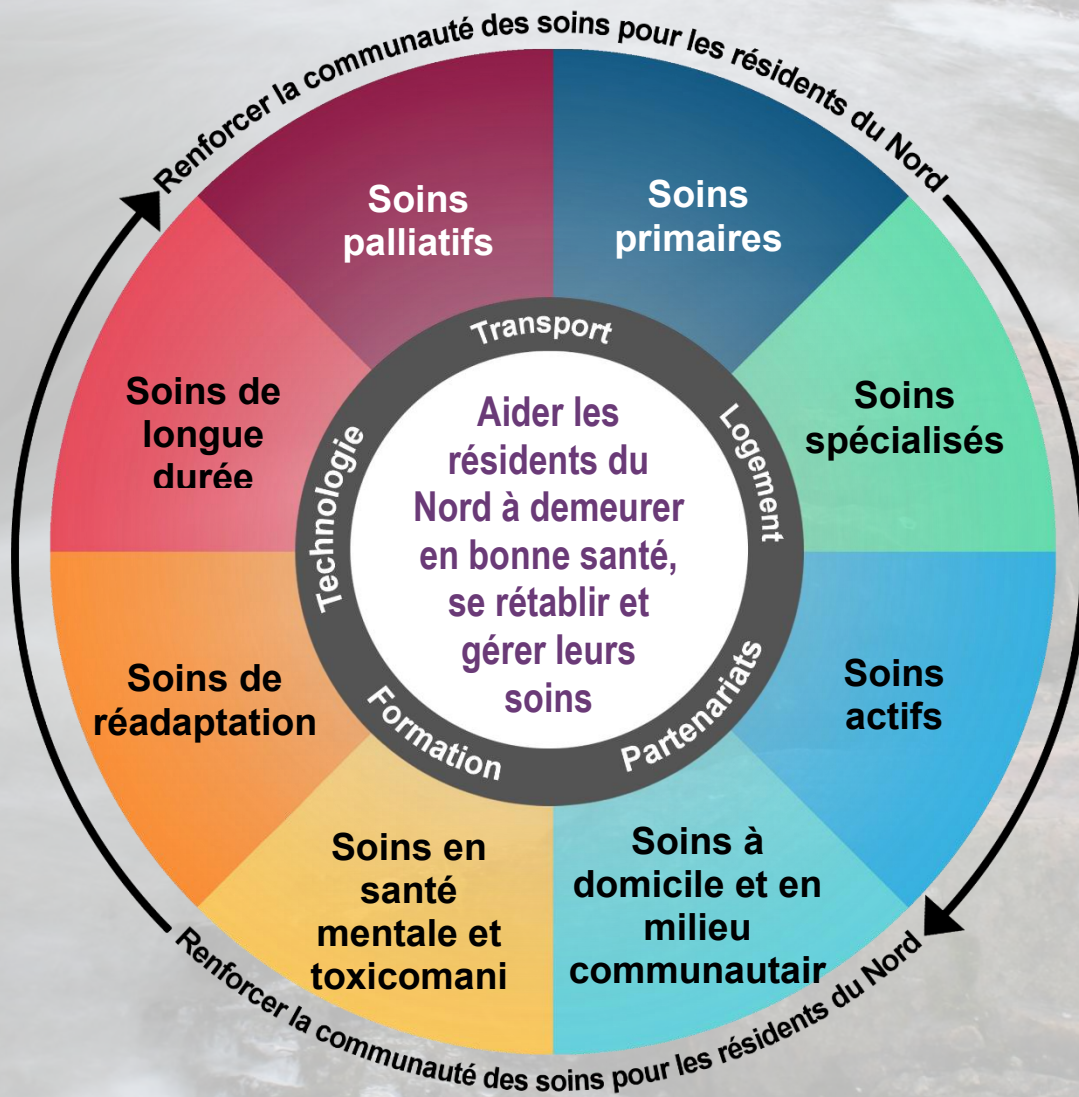 Renforcer la communauté des soins pour les résidents du Nord
Soins
palliatifs
Soins
primaires
Soins
spécialisés
Soins
actifs
Soins à
domicile et en
milieu
communautair
Soins en
santé
mentale et
toxicomani
Soins de
réadaptation
Soins de
longue
durée
Transport
Logement
Partenariats
Formation
Technologie
Aider les
résidents du
Nord à demeurer
en bonne santé,
se rétablir et
gérer leurs
soins
Renforcer la communauté des soins pour les résidents du Nord